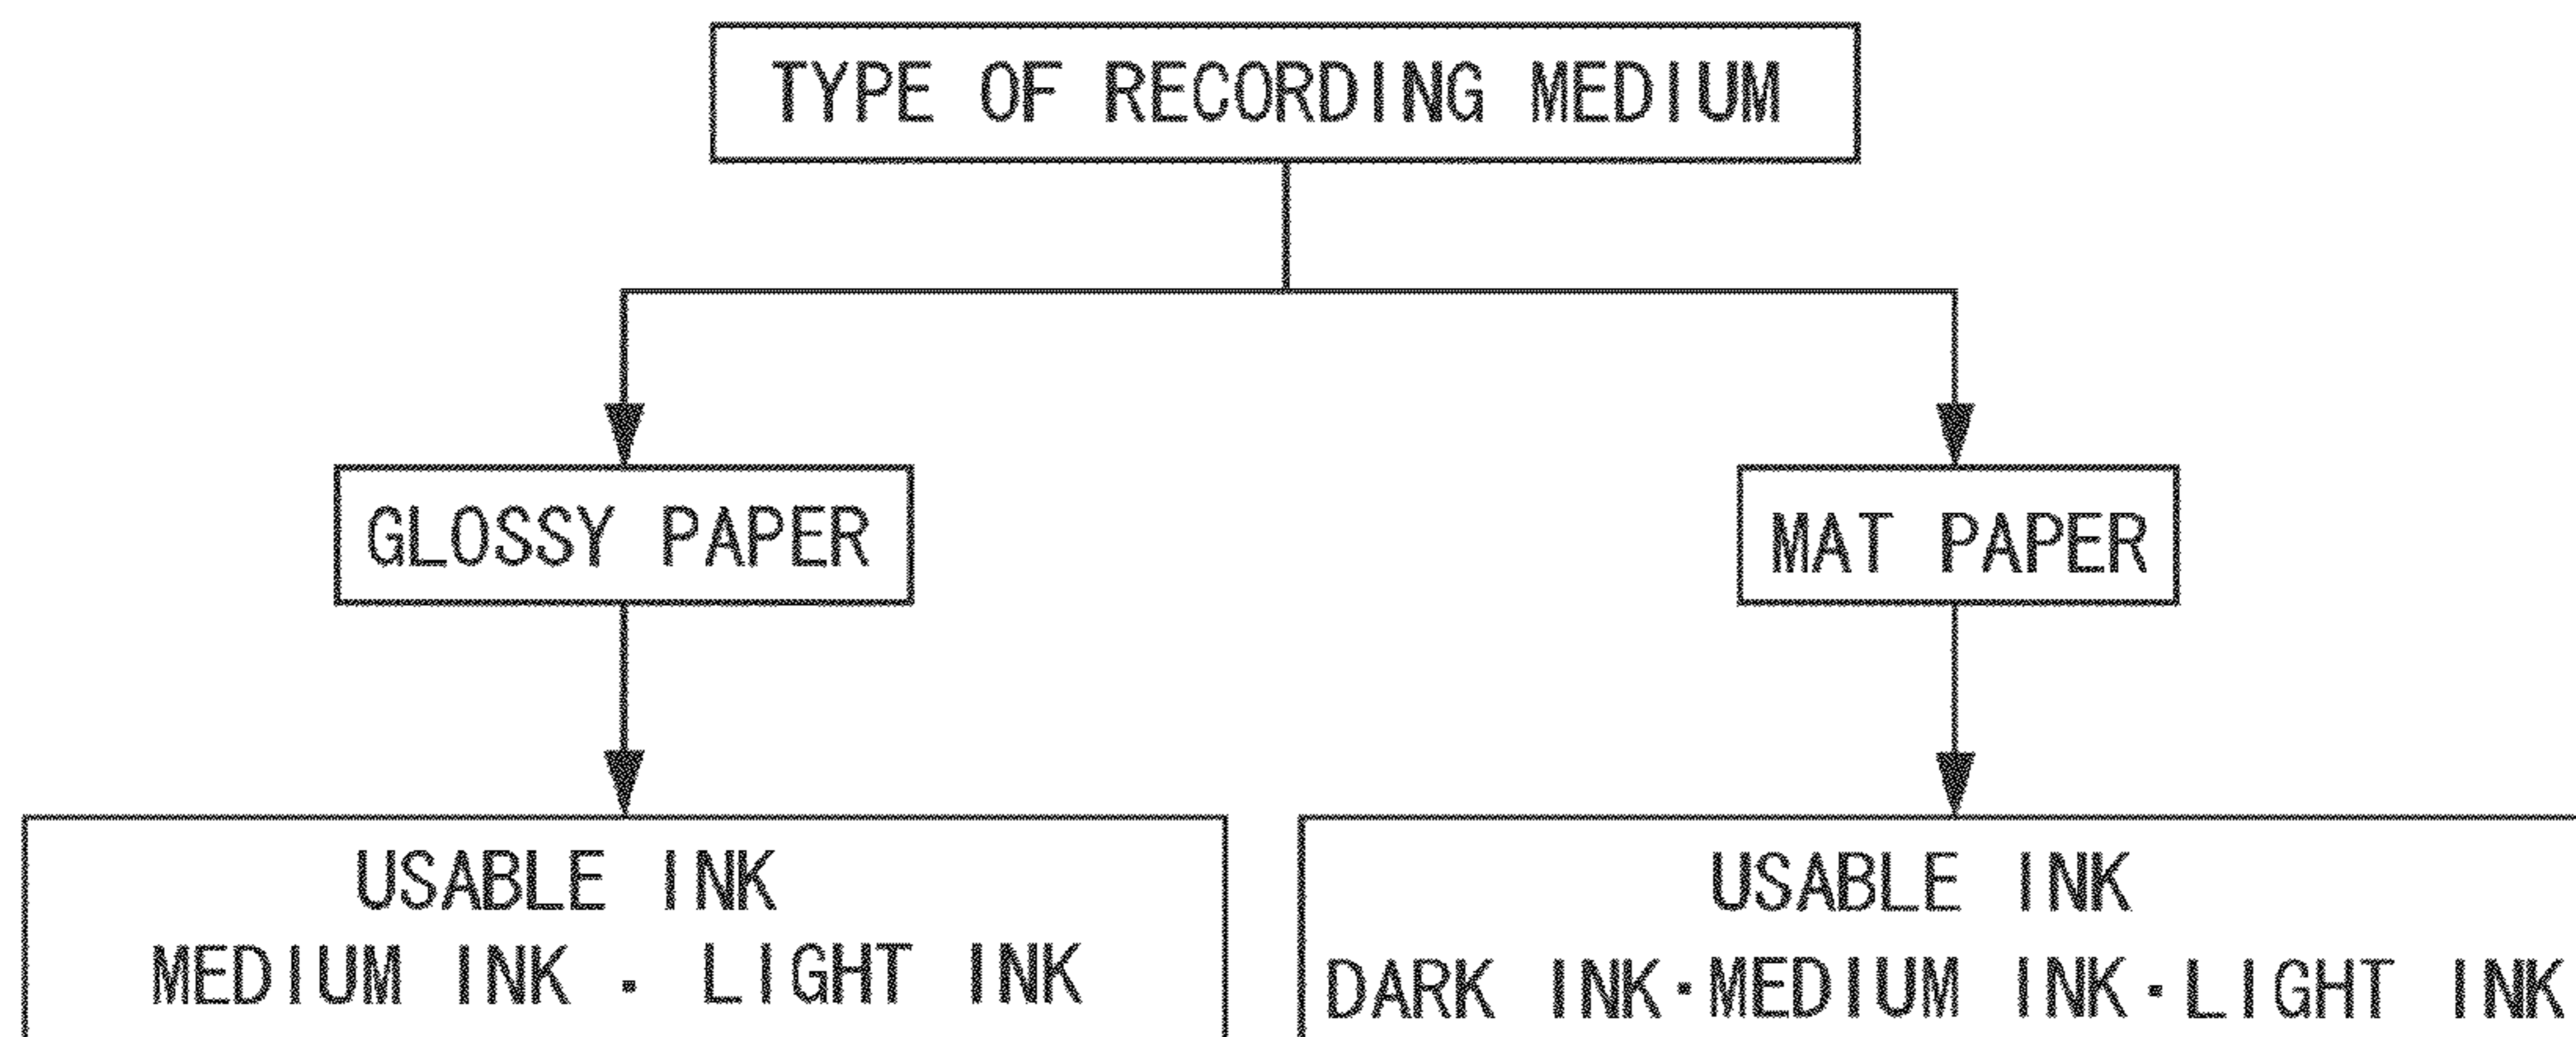 TYPE OF RECORDING MEDIUM
GLOSSY PAPER
MAT PAPER
USABLE INK
MEDIUM INK · LIGHT INK
USABLE INK
DARK INK·MEDIUM INK·LIGHT INK